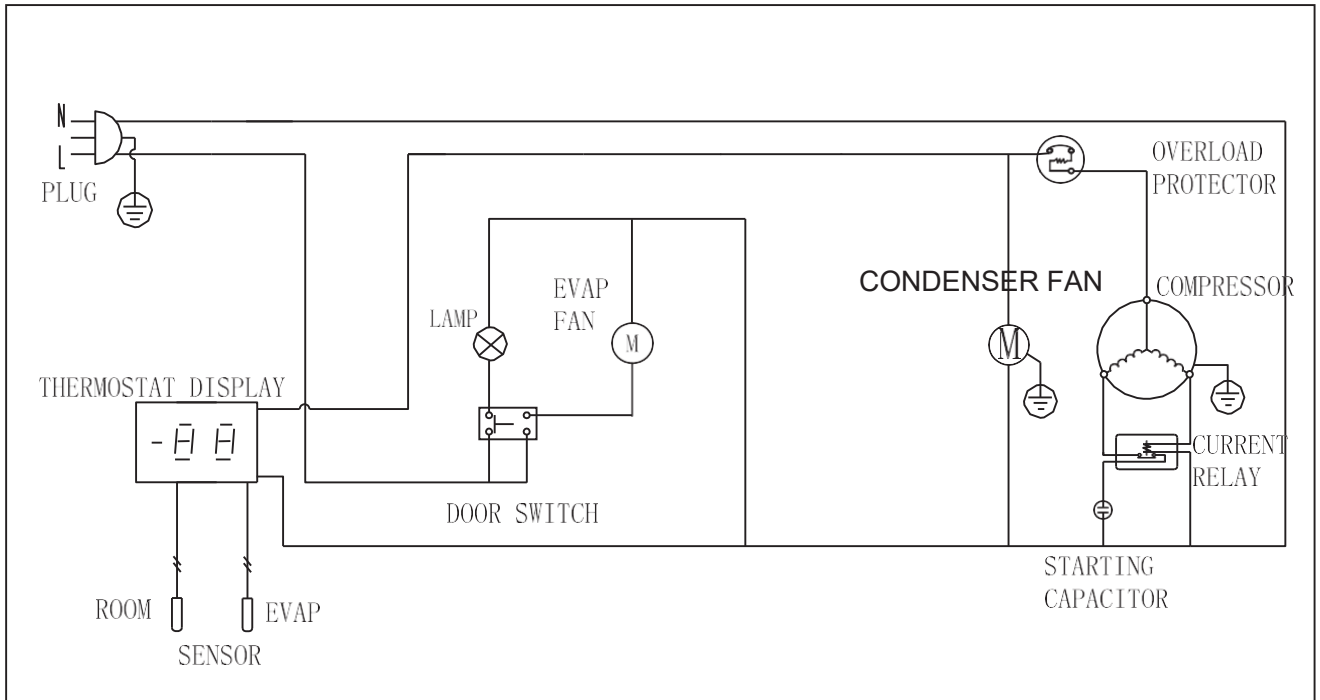 N
L
PLUG
OVERLOAD
PROTECTOR
CONDENSER FAN
COMPRESSOR
EVAP
FAN
LAMP
M
M
THERMOSTAT DISPLAY
-88
CURRENT
RELAY
DOOR SWITCH
STARTING
CAPACITOR
ROOM
EVAP
SENSOR